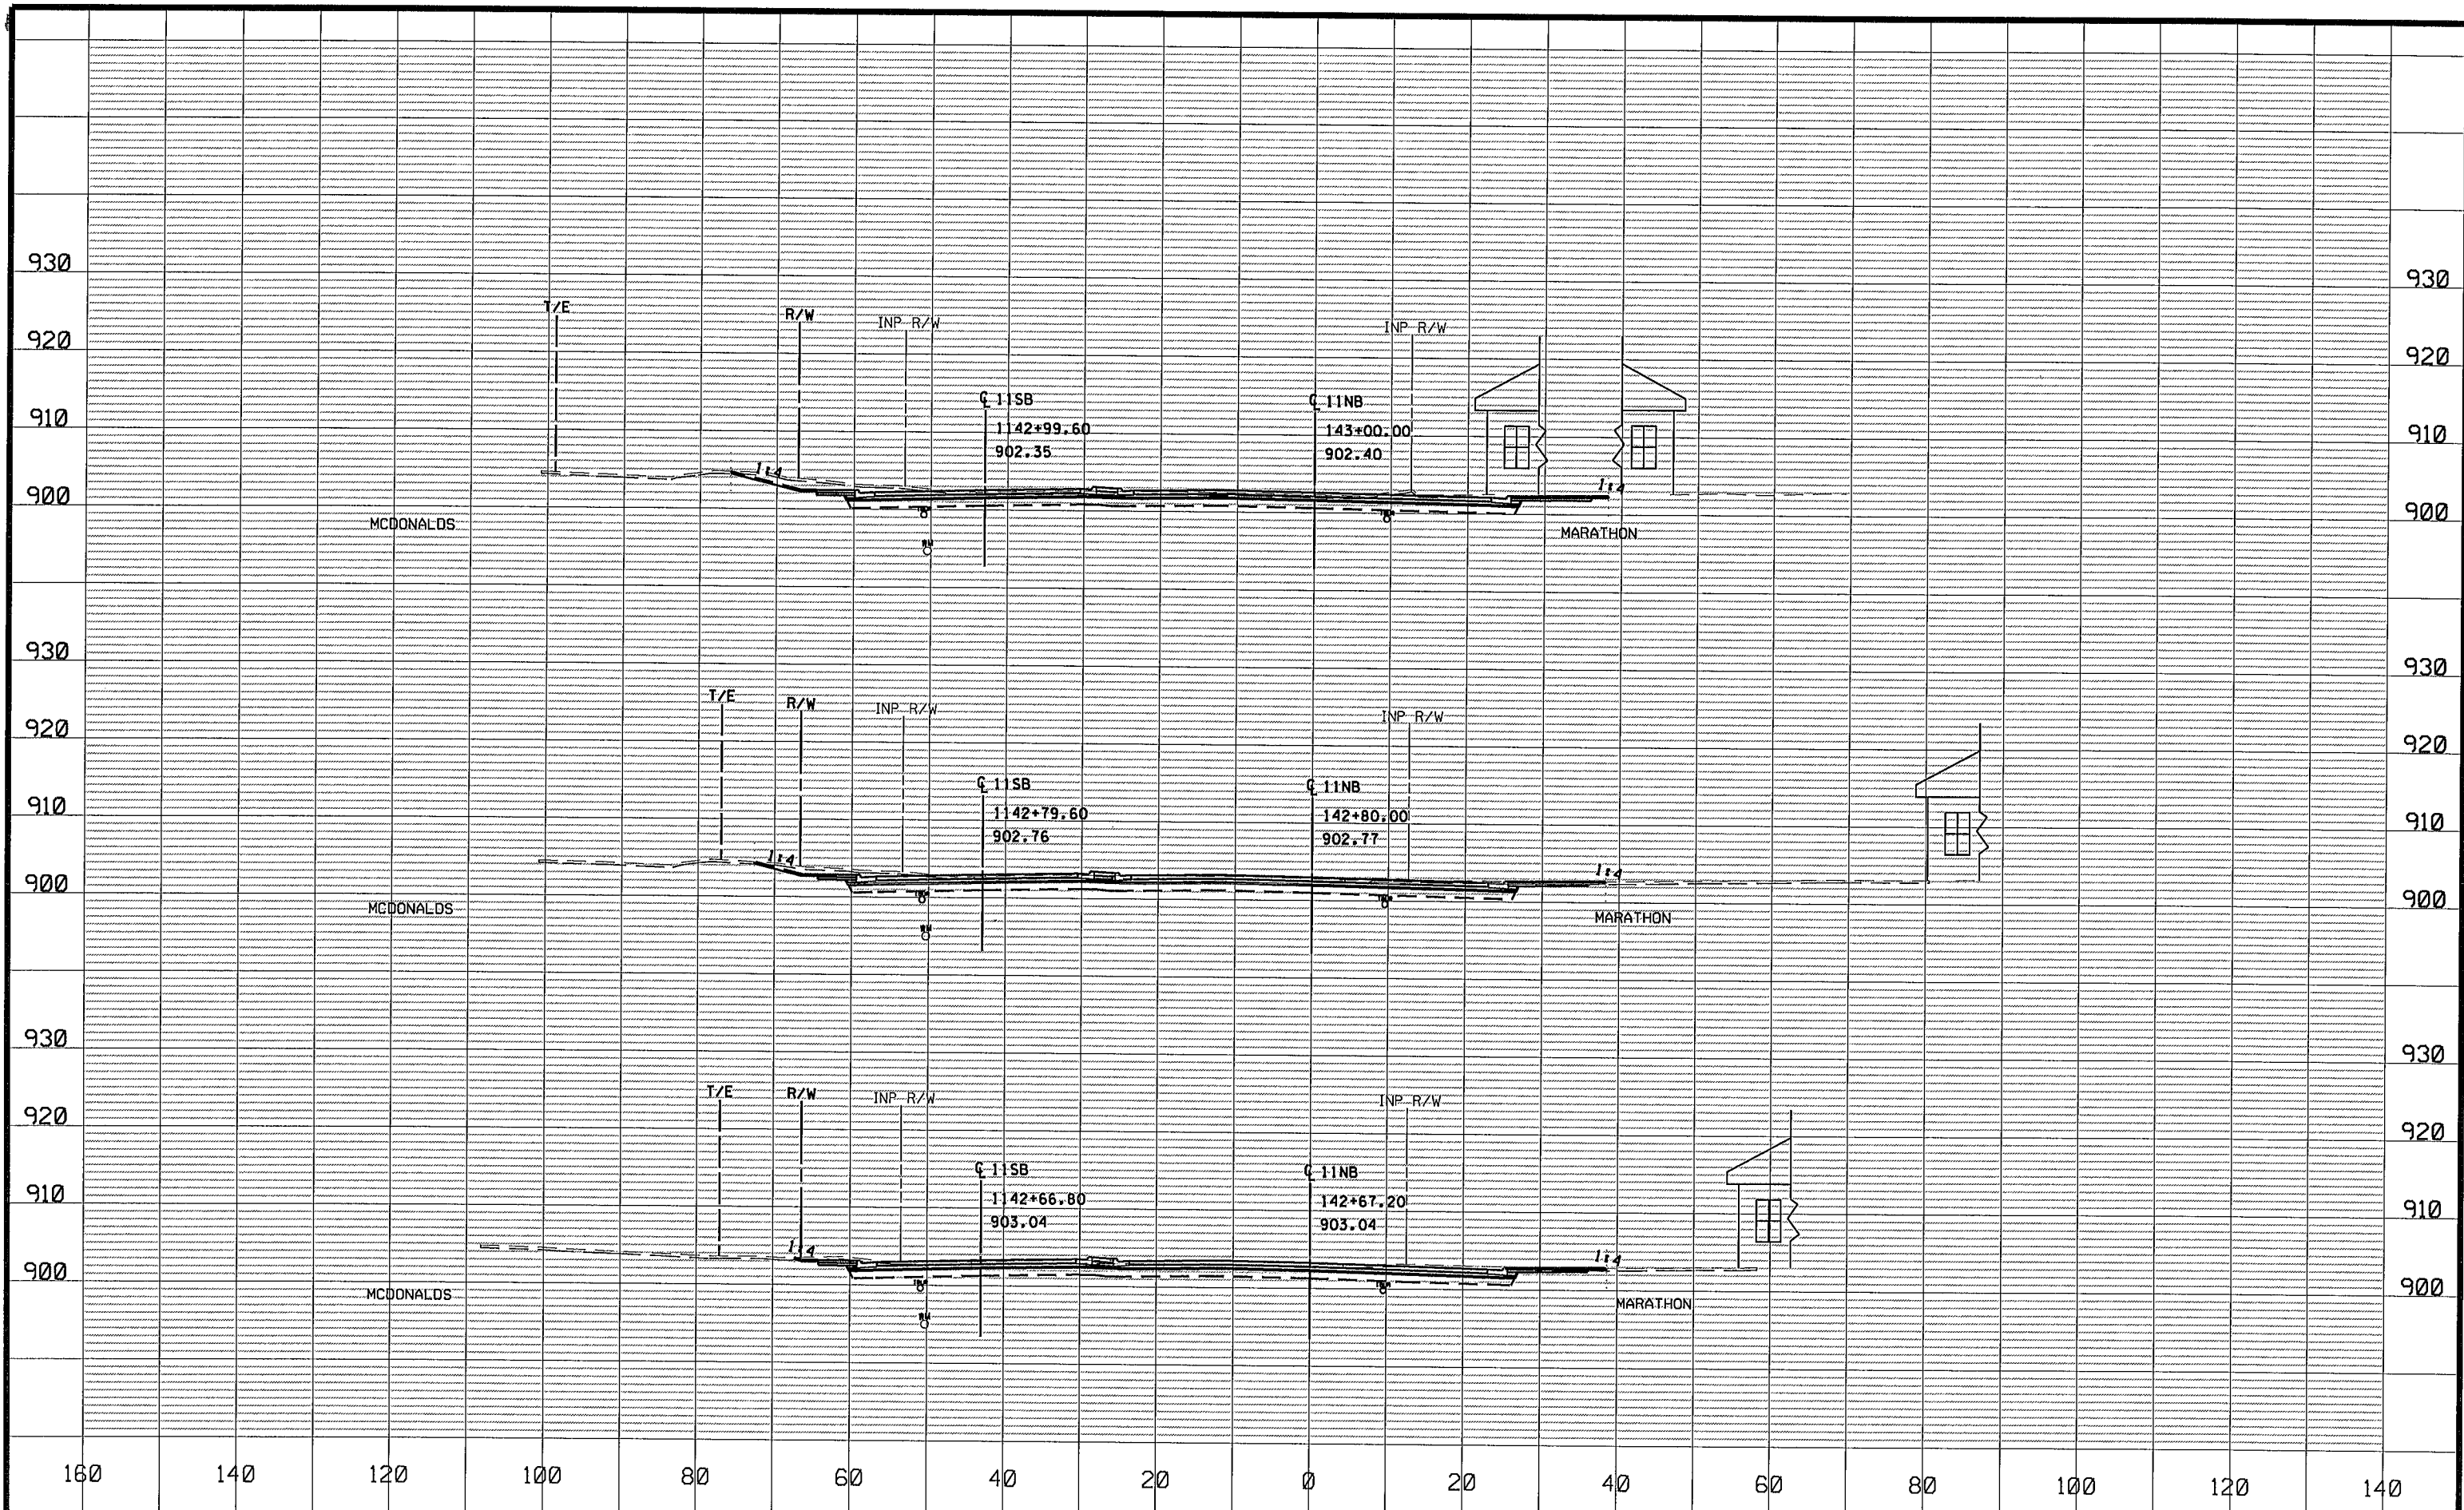 930 930
T/E R/W INP R/W INP R/W
920 920
℄ 11SB ℄ 11NB
910 1142+99.60 143+00.00 910
902.35 902.40
1:4 1:4
900 900
MCDONALDS MARATHON
930 930
T/E R/W INP R/W INP R/W
920 920
℄ 11SB ℄ 11NB
910 1142+79.60 142+80.00 910
902.76 902.77
1:4 1:4
900 900
MCDONALDS MARATHON
930 930
T/E R/W INP R/W INP R/W
920 920
℄ 11SB ℄ 11NB
910 1142+66.80 142+67.20 910
903.04 903.04
1:4 1:4
900 900
MCDONALDS MARATHON
160 140 120 100 80 60 40 20 0 20 40 60 80 100 120 140